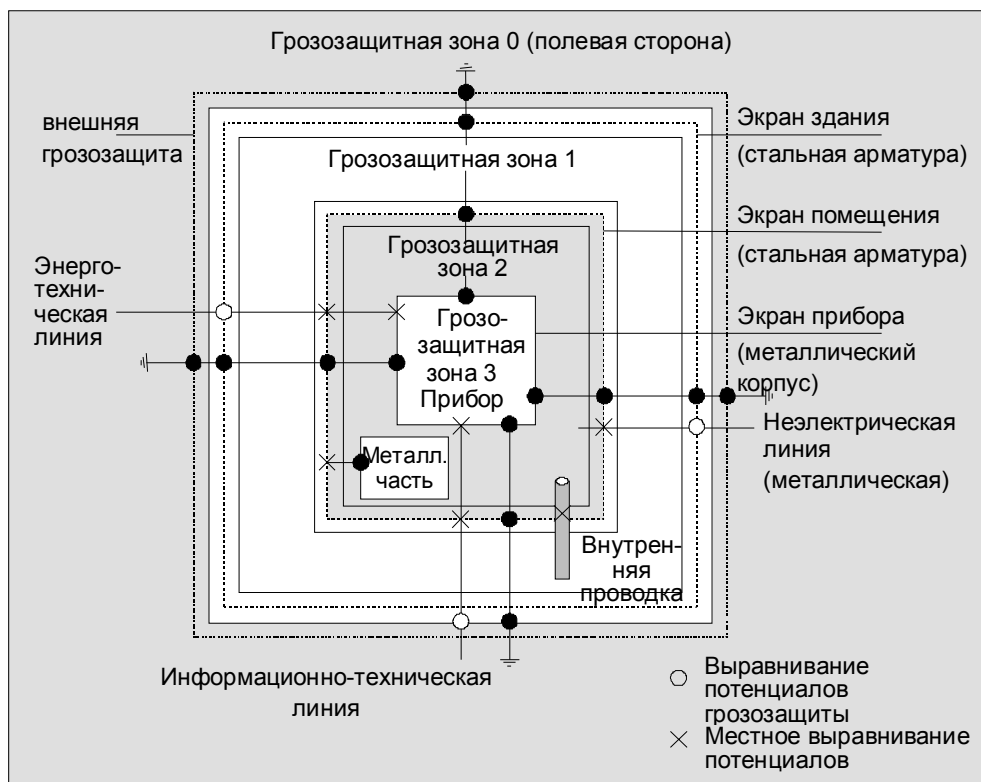 Грозозащитная зона 0 (полевая сторона)
внешняя
грозозащита
Экран здания
(стальная арматура)
Грозозащитная зона 1
Экран помещения
(стальная арматура)
Грозозащитная
зона 2
Энерго-
техни-
ческая
линия
Грозо-
защитная
зона 3
Прибор
Экран прибора
(металлический
корпус)
Неэлектрическая
линия
(металлическая)
Металл.
часть
Внутрен-
няя
проводка
Информационно-техническая
линия
Выравнивание
потенциалов
грозозащиты
Местное выравнивание
потенциалов